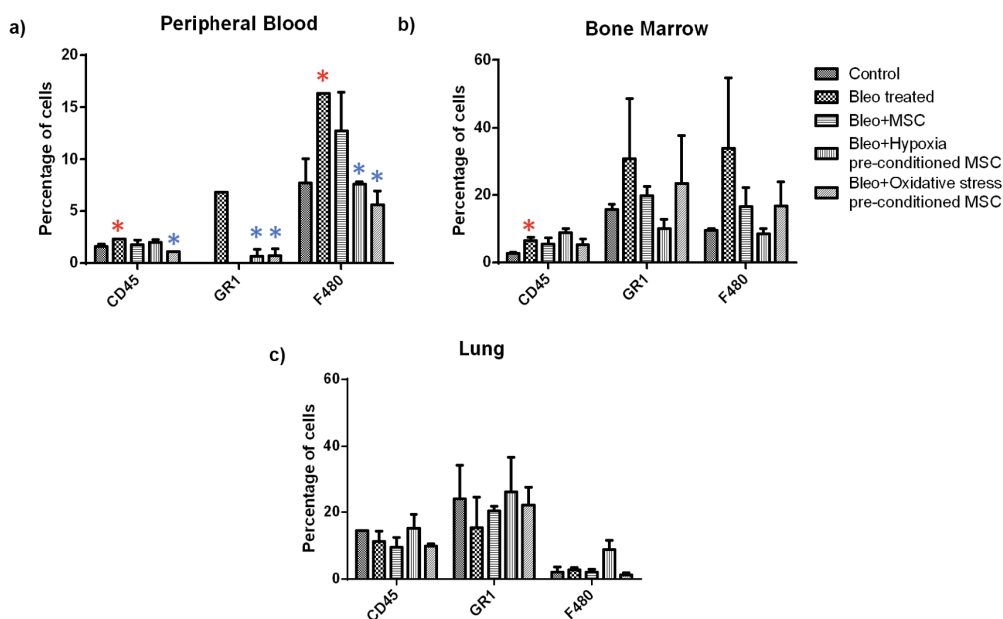 a)
Peripheral Blood
Percentage of cells
20
15
10
5
0
*
*
*
*
*
*
*
CD45
GR1
F480
b)
Bone Marrow
Percentage of cells
60
40
20
0
*
CD45
GR1
F480
Control
Bleo treated
Bleo+MSC
Bleo+Hypoxia
pre-conditioned MSC
Bleo+Oxidative stress
pre-conditioned MSC
c)
Lung
Percentage of cells
60
40
20
0
CD45
GR1
F480